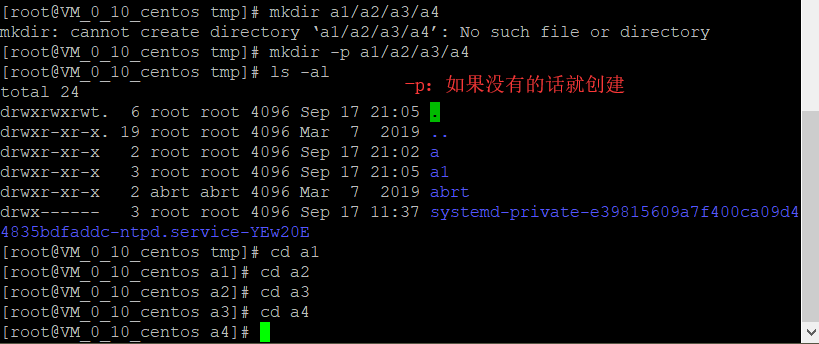 [root@VM_0_10_centos tmp]# mkdir a1/a2/a3/a4
mkdir: cannot create directory ‘a1/a2/a3/a4’: No such file or directory
[root@VM_0_10_centos tmp]# mkdir -p a1/a2/a3/a4
[root@VM_0_10_centos tmp]# ls -al
-p：如果没有的话就创建
total 24
drwxrwxrwt. 6 root root 4096 Sep 17 21:05 .
drwxr-xr-x. 19 root root 4096 Mar 7 2019 ..
drwxr-xr-x 2 root root 4096 Sep 17 21:02 a
drwxr-xr-x 3 root root 4096 Sep 17 21:05 a1
drwxr-xr-x 2 abrt abrt 4096 Mar 7 2019 abrt
drwx------ 3 root root 4096 Sep 17 11:37 systemd-private-e39815609a7f400ca09d4
4835bdfaddc-ntpd.service-YEw20E
[root@VM_0_10_centos tmp]# cd a1
[root@VM_0_10_centos a1]# cd a2
[root@VM_0_10_centos a2]# cd a3
[root@VM_0_10_centos a3]# cd a4
[root@VM_0_10_centos a4]#